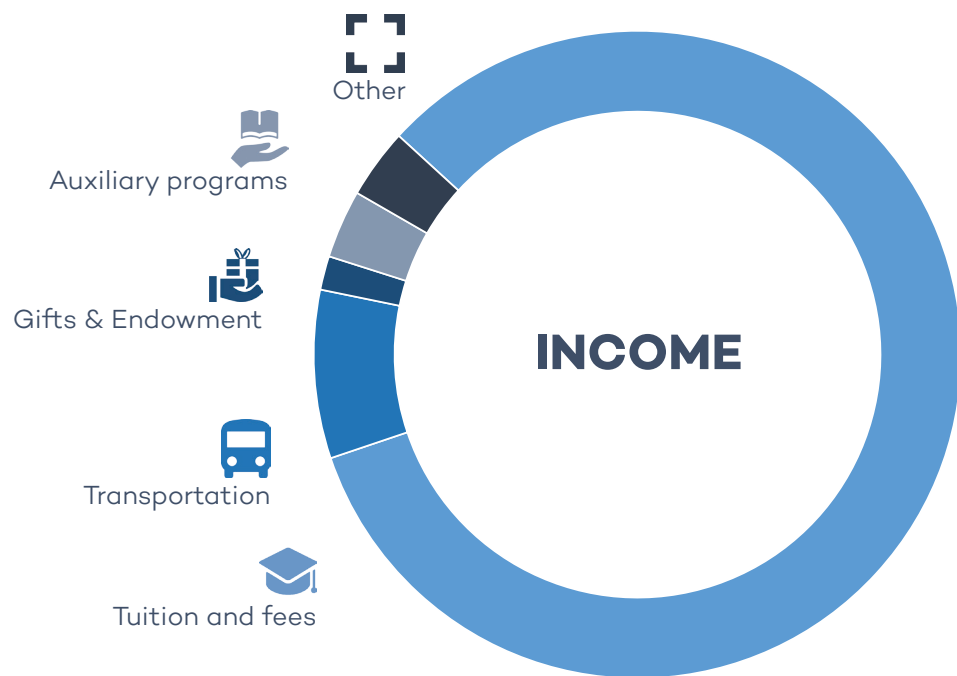 Other
Auxiliary programs
Gifts & Endowment
INCOME
Transportation
Tuition and fees